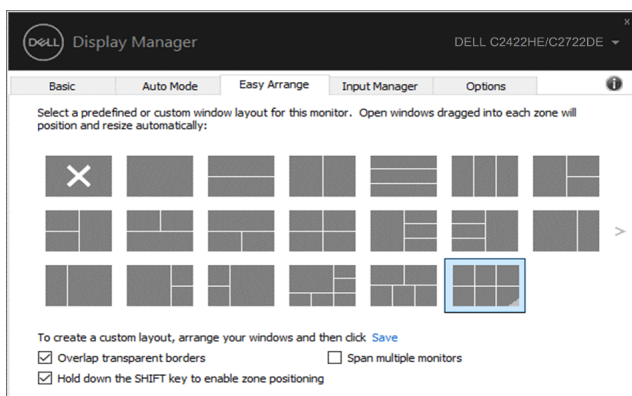 x
DELL Display Manager
DELL C2422HE/C2722DE
Basic Auto Mode Easy Arrange Input Manager Options i
Select a predefined or custom window layout for this monitor. Open windows dragged into each zone will
position and resize automatically:
>
To create a custom layout, arrange your windows and then click Save
Overlap transparent borders Span multiple monitors
Hold down the SHIFT key to enable zone positioning